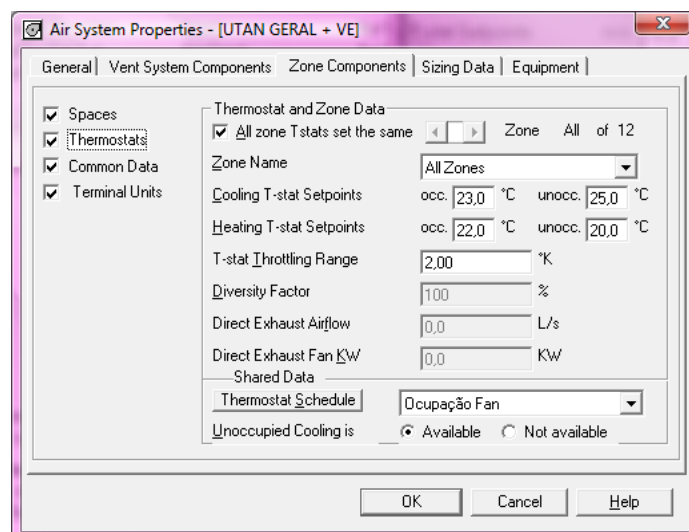 Air System Properties - [UTAN GERAL + VE]
General Vent System Components Zone Components Sizing Data Equipment
Spaces
Thermostats
Common Data
Terminal Units
Thermostat and Zone Data
All zone Tstats set the same Zone All of 12
Zone Name All Zones
Cooling T-stat Setpoints occ. 23,0 °C unocc. 25,0 °C
Heating T-stat Setpoints occ. 22,0 °C unocc. 20,0 °C
T-stat Throttling Range 2,00 °K
Diversity Factor 100 %
Direct Exhaust Airflow 0,0 L/s
Direct Exhaust Fan KW 0,0 KW
Shared Data
Thermostat Schedule Ocupação Fan
Unoccupied Cooling is Available Not available
OK Cancel Help